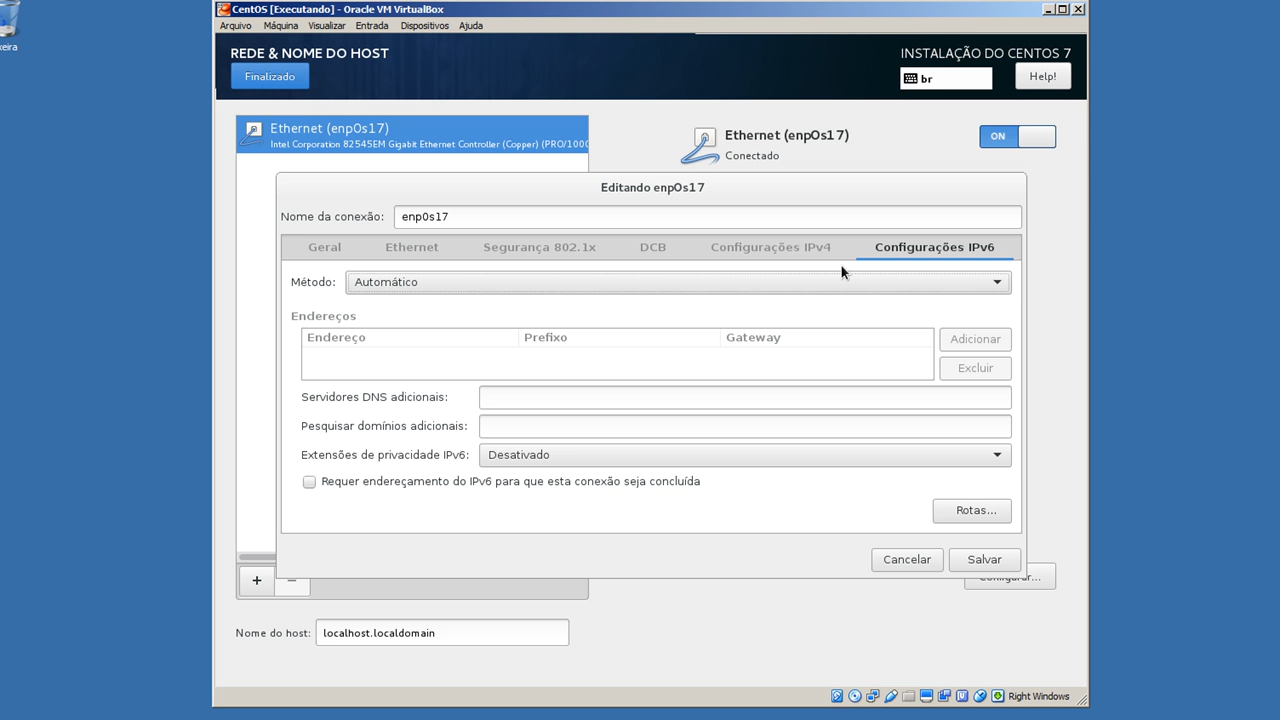 CentOS [Executando] - Oracle VM VirtualBox
Arquivo Máquina Visualizar Entrada Dispositivos Ajuda
xeira
REDE & NOME DO HOST
INSTALAÇÃO DO CENTOS 7
Finalizado
br
Help!
Ethernet (enp0s17)
Intel Corporation 82545EM Gigabit Ethernet Controller (Copper) (PRO/1000
Ethernet (enp0s17)
Conectado
ON
Editando enp0s17
Nome da conexão: enp0s17
Geral Ethernet Segurança 802.1x DCB Configurações IPv4 Configurações IPv6
Método: Automático
Endereços
Endereço Prefixo Gateway
Adicionar
Excluir
Servidores DNS adicionais:
Pesquisar domínios adicionais:
Extensões de privacidade IPv6: Desativado
Requer endereçamento do IPv6 para que esta conexão seja concluída
Rotas...
Cancelar Salvar
+ −
Configurar...
Nome do host: localhost.localdomain
Right Windows